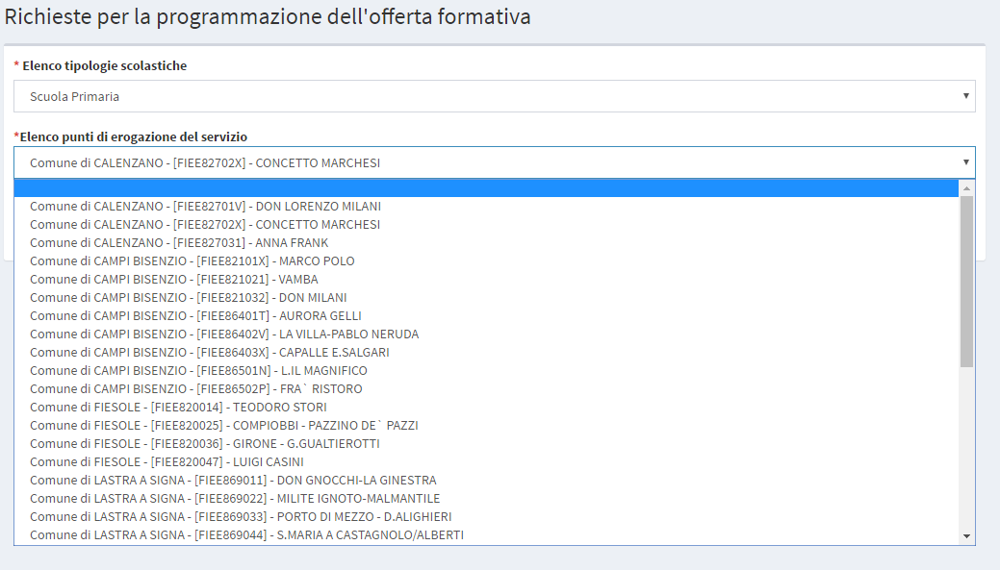 Richieste per la programmazione dell'offerta formativa
* Elenco tipologie scolastiche
Scuola Primaria
*Elenco punti di erogazione del servizio
Comune di CALENZANO - [FIEE82702X] - CONCETTO MARCHESI
Comune di CALENZANO - [FIEE82701V] - DON LORENZO MILANI
Comune di CALENZANO - [FIEE82702X] - CONCETTO MARCHESI
Comune di CALENZANO - [FIEE827031] - ANNA FRANK
Comune di CAMPI BISENZIO - [FIEE82101X] - MARCO POLO
Comune di CAMPI BISENZIO - [FIEE821021] - VAMBA
Comune di CAMPI BISENZIO - [FIEE821032] - DON MILANI
Comune di CAMPI BISENZIO - [FIEE86401T] - AURORA GELLI
Comune di CAMPI BISENZIO - [FIEE86402V] - LA VILLA-PABLO NERUDA
Comune di CAMPI BISENZIO - [FIEE86403X] - CAPALLE E.SALGARI
Comune di CAMPI BISENZIO - [FIEE86501N] - L.IL MAGNIFICO
Comune di CAMPI BISENZIO - [FIEE86502P] - FRA` RISTORO
Comune di FIESOLE - [FIEE820014] - TEODORO STORI
Comune di FIESOLE - [FIEE820025] - COMPIOBBI - PAZZINO DE` PAZZI
Comune di FIESOLE - [FIEE820036] - GIRONE - G.GUALTIEROTTI
Comune di FIESOLE - [FIEE820047] - LUIGI CASINI
Comune di LASTRA A SIGNA - [FIEE869011] - DON GNOCCHI-LA GINESTRA
Comune di LASTRA A SIGNA - [FIEE869022] - MILITE IGNOTO-MALMANTILE
Comune di LASTRA A SIGNA - [FIEE869033] - PORTO DI MEZZO - D.ALIGHIERI
Comune di LASTRA A SIGNA - [FIEE869044] - S.MARIA A CASTAGNOLO/ALBERTI